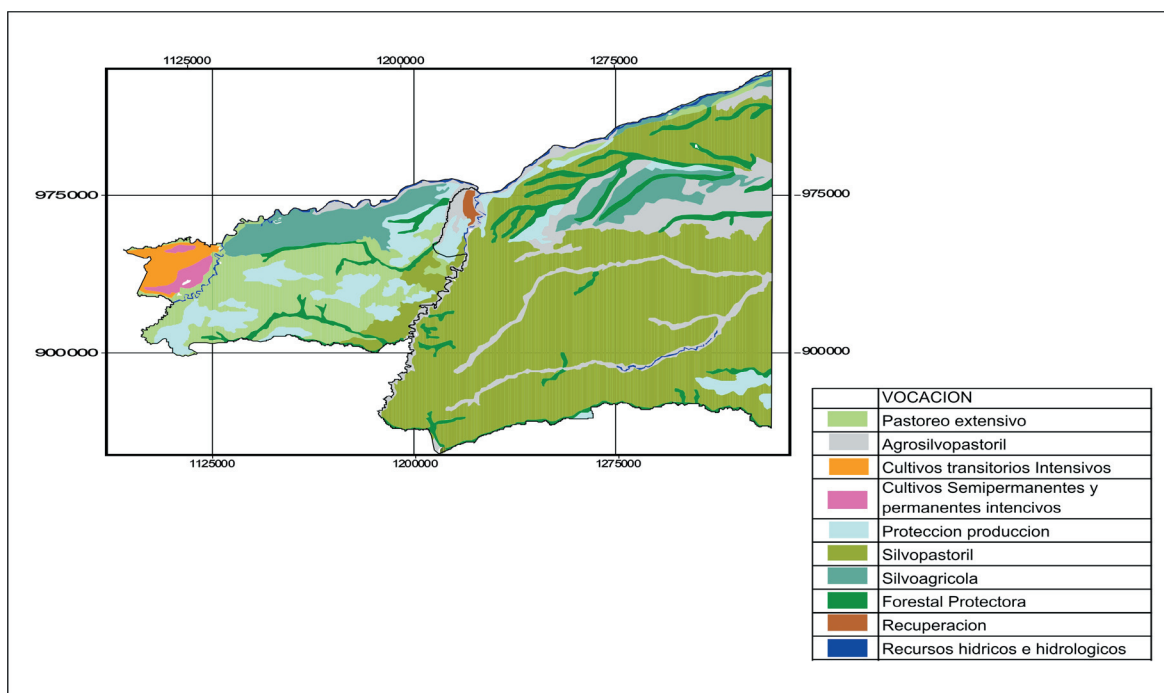 1125000 1200000 1275000
975000 975000
900000 900000
1125000 1200000 1275000
VOCACION
Pastoreo extensivo
Agrosilvopastoril
Cultivos transitorios Intensivos
Cultivos Semipermanentes y
permanentes intencivos
Proteccion produccion
Silvopastoril
Silvoagricola
Forestal Protectora
Recuperacion
Recursos hidricos e hidrologicos